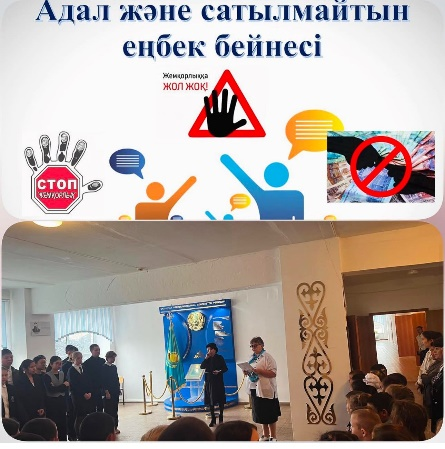 Адал және сатылмайтын
еңбек бейнесі
Жемқорлыққа
ЖОЛ ЖОҚ!
СТОП
ЖЕМҚОРЛЫҚ